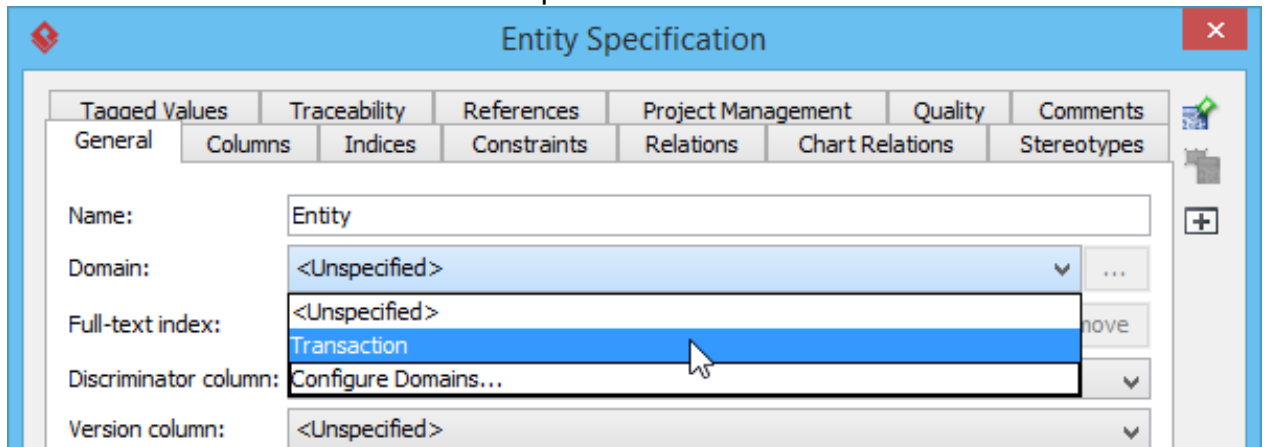 Entity Specification
Tagged Values Traceability References Project Management Quality Comments
General Columns Indices Constraints Relations Chart Relations Stereotypes
Name: Entity
Domain: <Unspecified> ...
<Unspecified>
Full-text index:
Transaction
Discriminator column: Configure Domains...
Version column: <Unspecified>